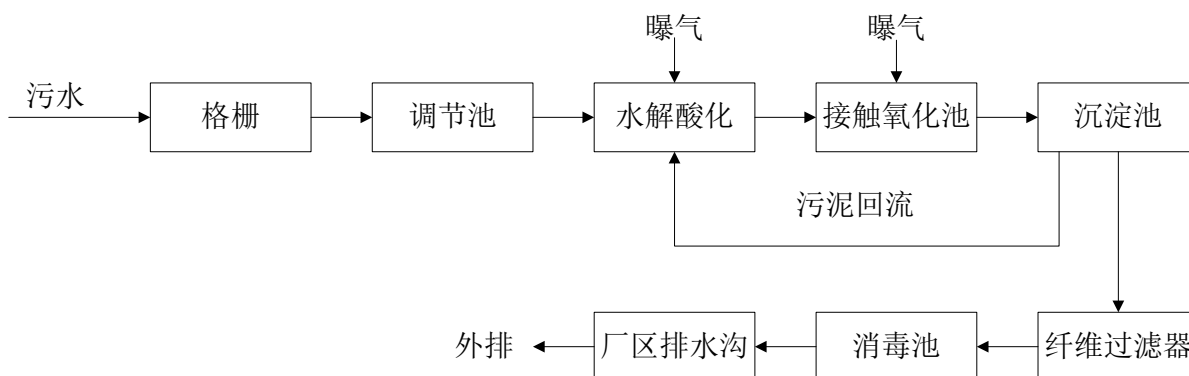 曝气
曝气
污水
格栅
调节池
水解酸化
接触氧化池
沉淀池
污泥回流
外排
厂区排水沟
消毒池
纤维过滤器